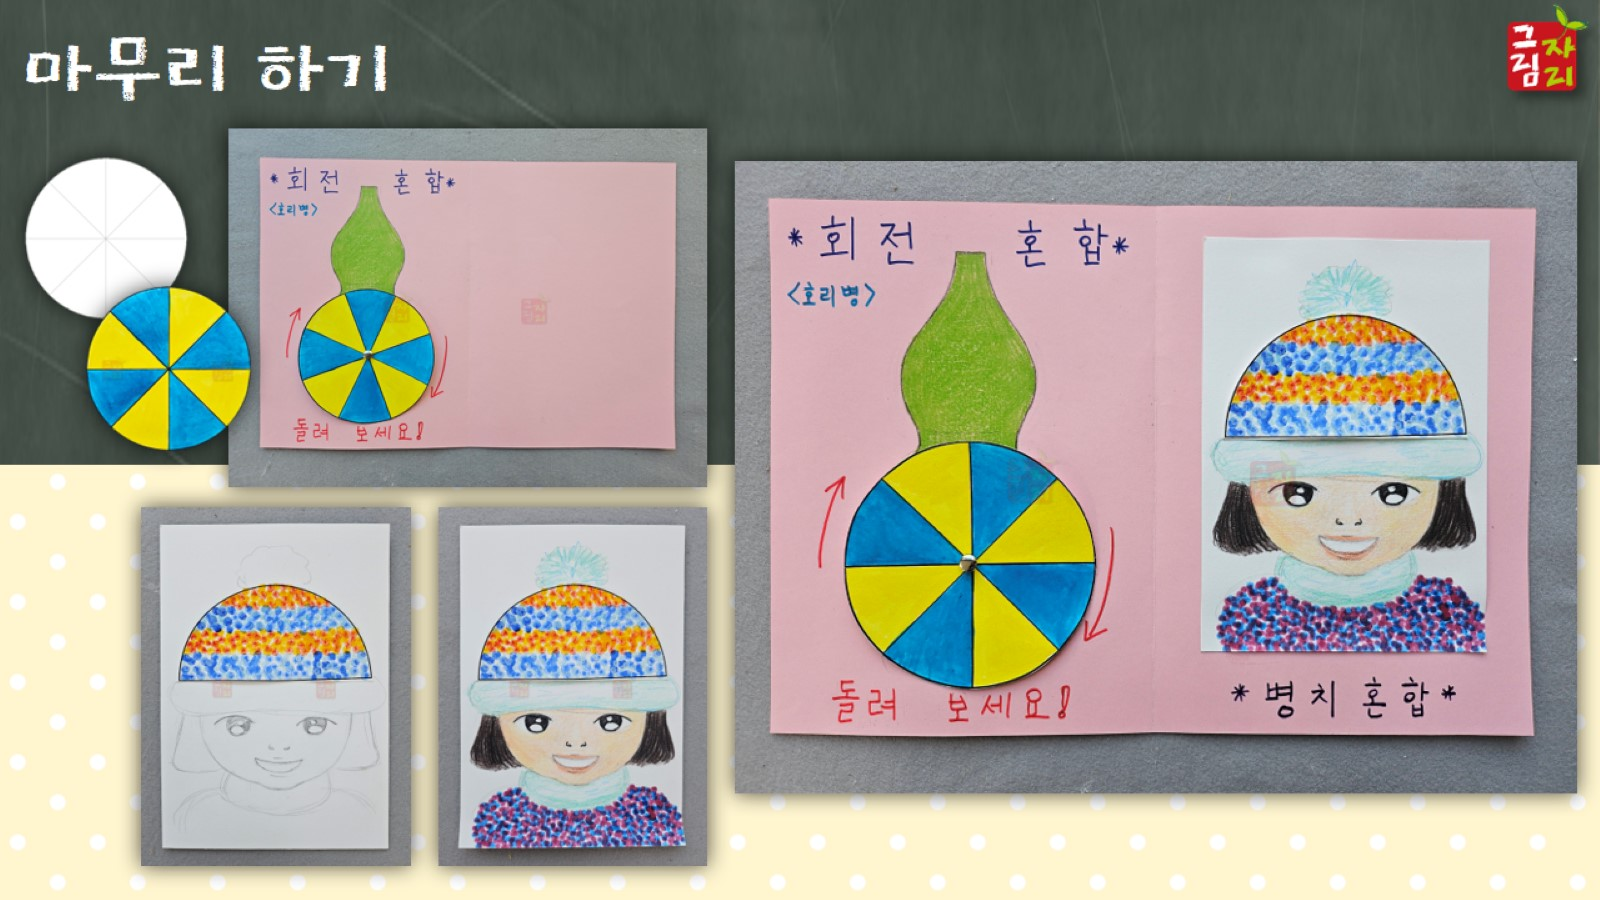 마무리 하기
그림
자리
*회전 혼합*
<호리병>
돌려 보세요!
*회전 혼합*
<호리병>
돌려 보세요!
*병치혼합*